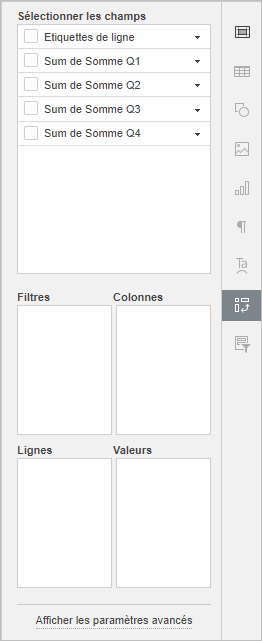 Sélectionner les champs
Etiquettes de ligne
Sum de Somme Q1
Sum de Somme Q2
Sum de Somme Q3
Sum de Somme Q4
Filtres
Colonnes
Lignes
Valeurs
Afficher les paramètres avancés
Ta